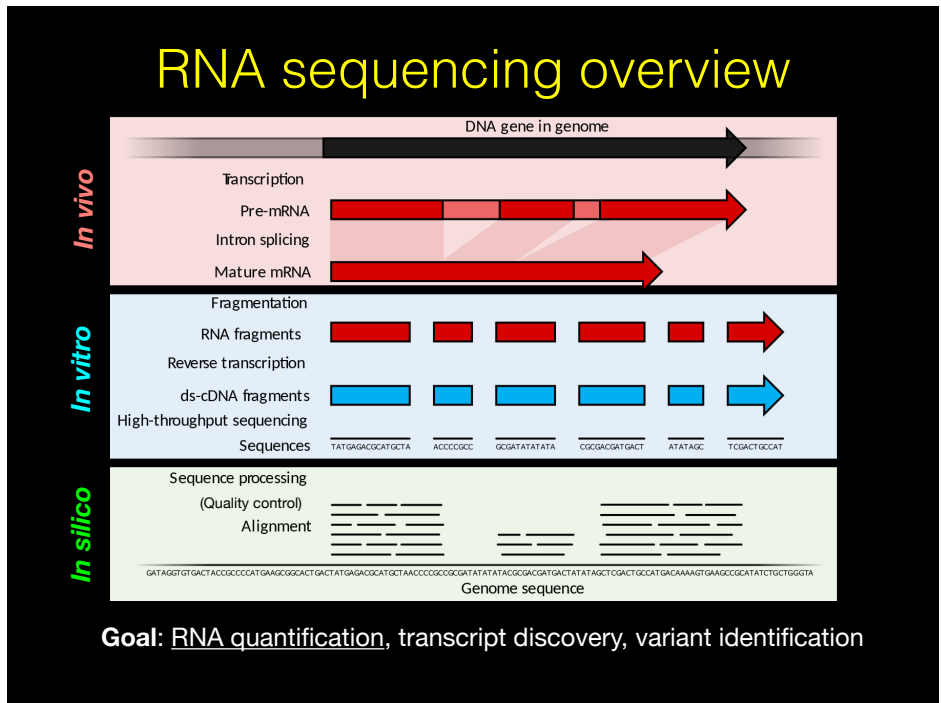 RNA sequencing overview
In vivo
DNA gene in genome
Transcription
Pre-mRNA
Intron splicing
Mature mRNA
In vitro
Fragmentation
RNA fragments
Reverse transcription
ds-cDNA fragments
High-throughput sequencing
Sequences TATGAGACGCATGCTA ACCCCGCC GCGATATATATA CGCGACGATGACT ATATAGC TCGACTGCCAT
In silico
Sequence processing
(Quality control)
Alignment
GATAGGTGTGACTACCGCCCCATGAAGCGGCACTGACTATGAGACGCATGCTAACCCCGCCGCGATATATATACGCGACGATGACTATATAGCTCGACTGCCATGACAAAAGTGAAGCCGCATATCTGCTGGGTA
Genome sequence
Goal: RNA quantification, transcript discovery, variant identification